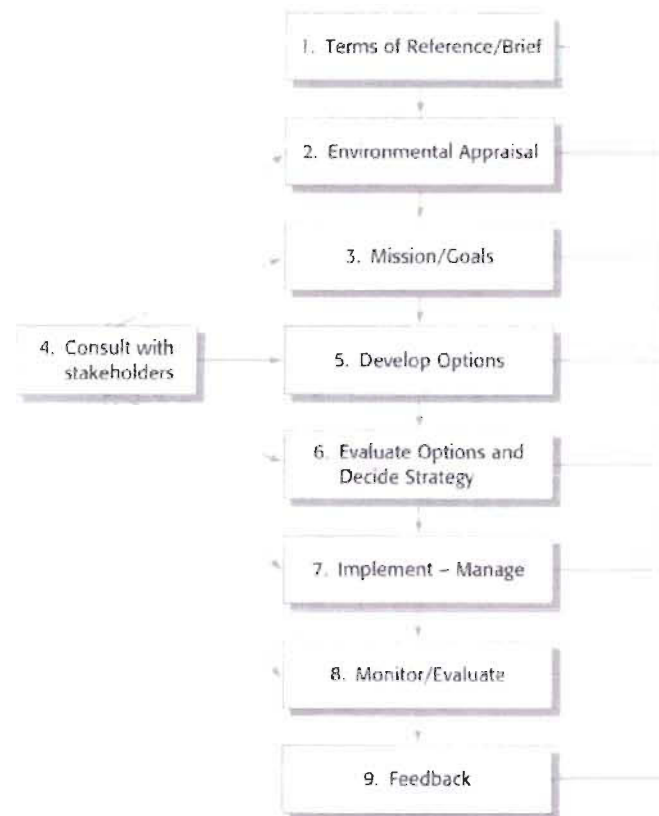 1. Terms of Reference/Brief
2. Environmental Appraisal
3. Mission/Goals
4. Consult with
stakeholders
5. Develop Options
6. Evaluate Options and
Decide Strategy
7. Implement – Manage
8. Monitor/Evaluate
9. Feedback